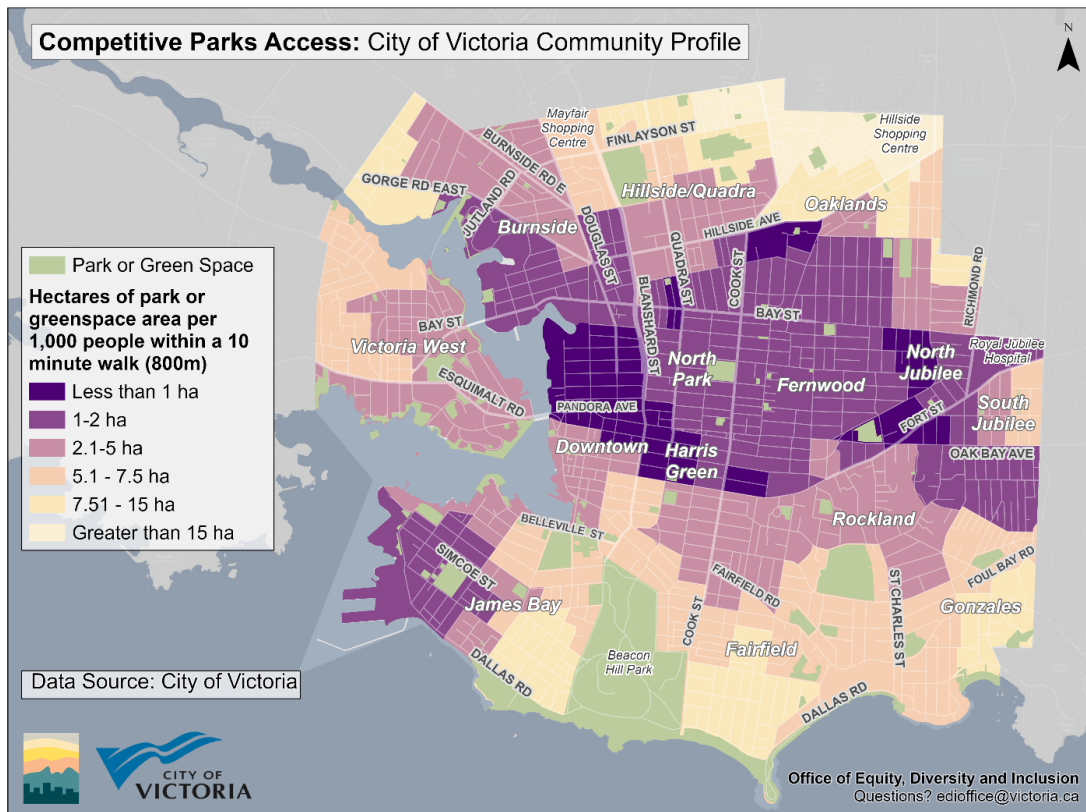 Competitive Parks Access: City of Victoria Community Profile
N
Mayfair
Shopping
Centre
FINLAYSON ST
Hillside
Shopping
Centre
BURNSIDE RD E
GORGE RD EAST
JUTLAND RD
Hillside/Quadra
Oaklands
Burnside
DOUGLAS ST
HILLSIDE AVE
QUADRA ST
COOK ST
RICHMOND RD
BLANSHARD ST
BAY ST
BAY ST
Victoria West
North
Park
Fernwood
North
Jubilee
Royal Jubilee
Hospital
ESQUIMALT RD
PANDORA AVE
FORT ST
South
Jubilee
Downtown
Harris
Green
OAK BAY AVE
Rockland
BELLEVILLE ST
SIMCOE ST
FAIRFIELD RD
FOUL BAY RD
ST CHARLES ST
James Bay
COOK ST
Gonzales
Fairfield
Beacon
Hill Park
DALLAS RD
DALLAS RD
Park or Green Space
Hectares of park or
greenspace area per
1,000 people within a 10
minute walk (800m)
Less than 1 ha
1-2 ha
2.1-5 ha
5.1 - 7.5 ha
7.51 - 15 ha
Greater than 15 ha
Data Source: City of Victoria
CITY OF
VICTORIA
Office of Equity, Diversity and Inclusion
Questions? edioffice@victoria.ca